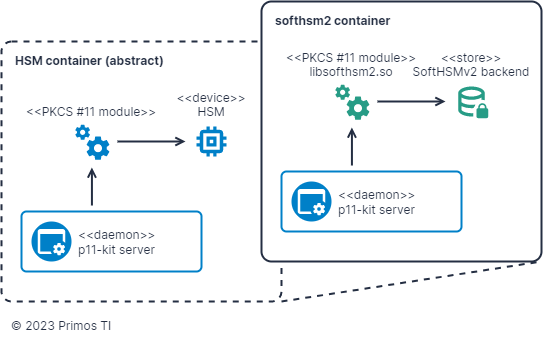 softhsm2 container
<<PKCS #11 module>>
libsofthsm2.so
<<store>>
SoftHSMv2 backend
<<daemon>>
p11-kit server
HSM container (abstract)
<<PKCS #11 module>>
<<device>>
HSM
<<daemon>>
p11-kit server
© 2023 Primos TI